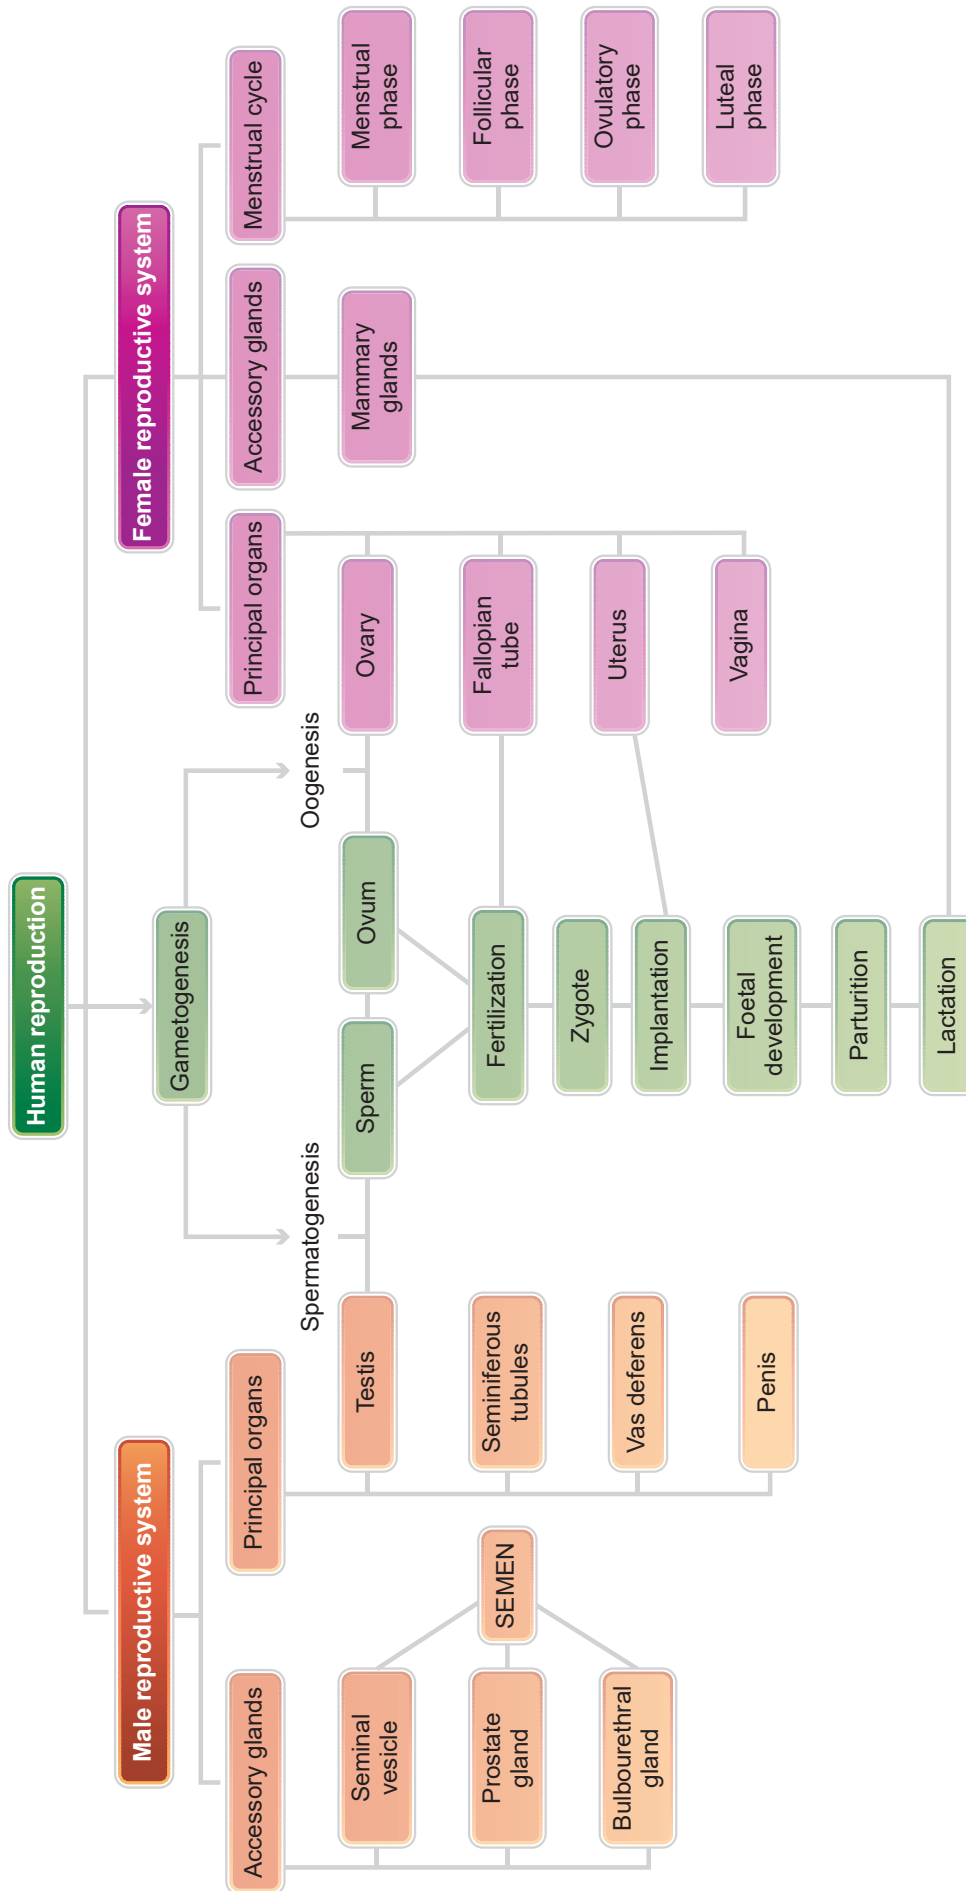 Human reproduction
Male reproductive system
Female reproductive system
Gametogenesis
Accessory glands
Principal organs
Principal organs
Accessory glands
Menstrual cycle
Spermatogenesis
Oogenesis
Seminal
vesicle
Testis
Sperm
Ovum
Ovary
Mammary
glands
Menstrual
phase
Prostate
gland
SEMEN
Seminiferous
tubules
Fertilization
Fallopian
tube
Follicular
phase
Zygote
Bulbourethral
gland
Vas deferens
Implantation
Uterus
Ovulatory
phase
Penis
Foetal
development
Vagina
Luteal
phase
Parturition
Lactation